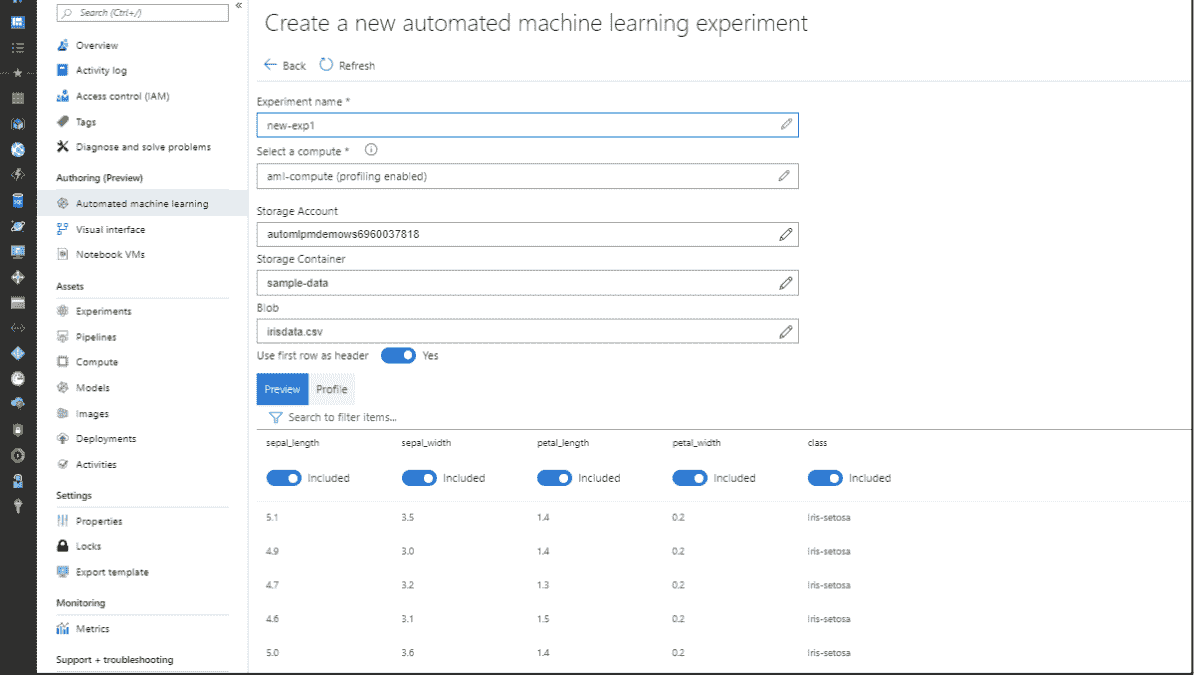 Search (Ctrl+/)
«
Overview
Activity log
Access control (IAM)
Tags
Diagnose and solve problems
Authoring (Preview)
Automated machine learning
Visual interface
Notebook VMs
Assets
Experiments
Pipelines
Compute
Models
Images
Deployments
Activities
Settings
Properties
Locks
Export template
Monitoring
Metrics
Support + troubleshooting
Create a new automated machine learning experiment
Back Refresh
Experiment name *
new-exp1
Select a compute *
aml-compute (profiling enabled)
Storage Account
automlpmdemows6960037818
Storage Container
sample-data
Blob
irisdata.csv
Use first row as header Yes
Preview Profile
Search to filter items...
sepal_length sepal_width petal_length petal_width class
Included Included Included Included Included
5.1 3.5 1.4 0.2 Iris-setosa
4.9 3.0 1.4 0.2 Iris-setosa
4.7 3.2 1.3 0.2 Iris-setosa
4.6 3.1 1.5 0.2 Iris-setosa
5.0 3.6 1.4 0.2 Iris-setosa